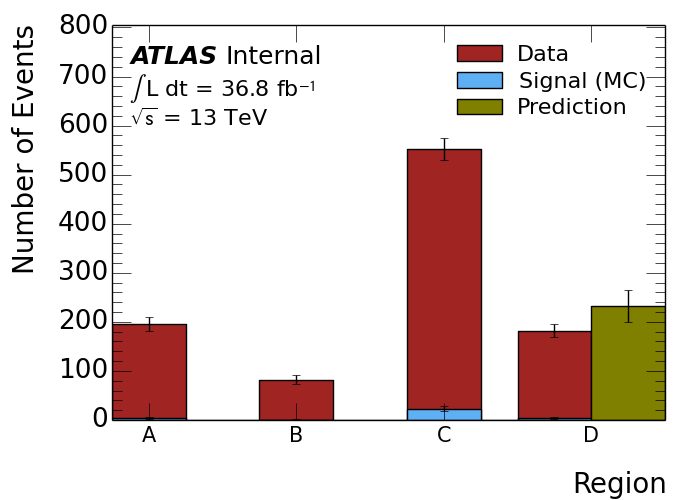 800
700
600
500
400
300
200
100
0
Number of Events
ATLAS Internal
∫L dt = 36.8 fb⁻¹
√s = 13 TeV
Data
Signal (MC)
Prediction
A B C D
Region